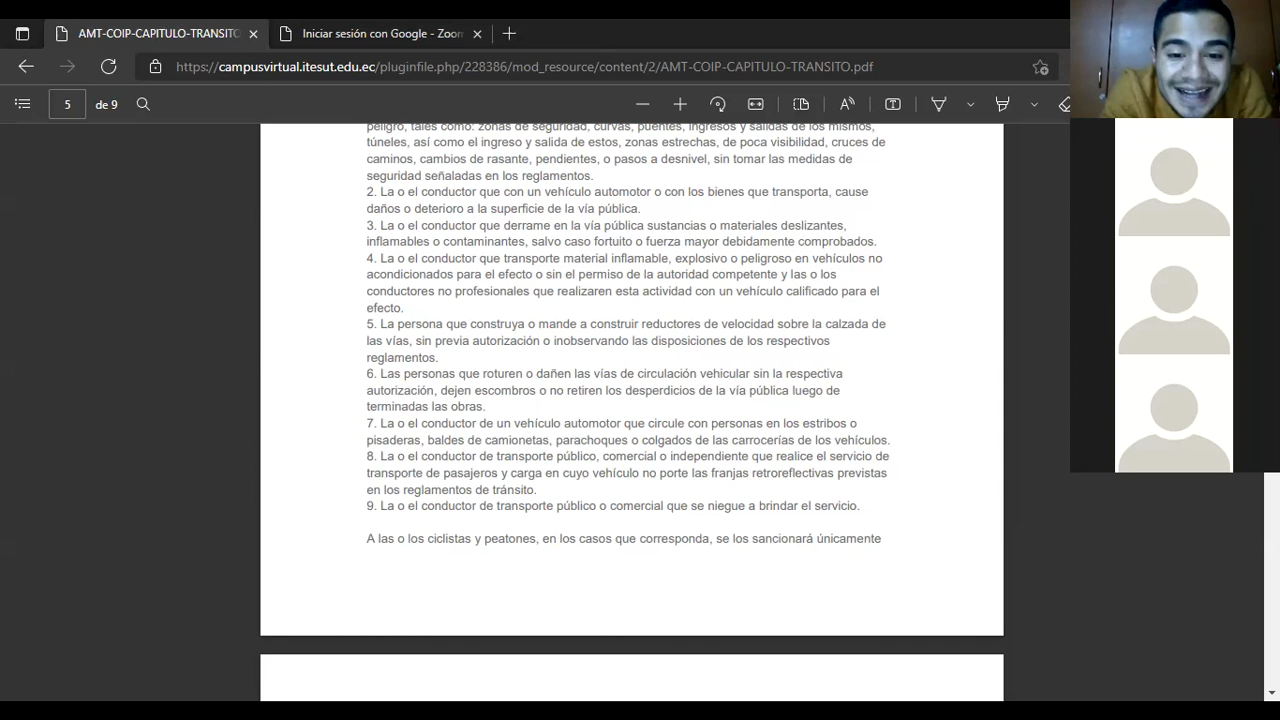 AMT-COIP-CAPITULO-TRANSITO
Iniciar sesión con Google - Zoom
https://campusvirtual.itesut.edu.ec/pluginfile.php/228386/mod_resource/content/2/AMT-COIP-CAPITULO-TRANSITO.pdf
5 de 9
peligro, tales como: zonas de seguridad, curvas, puentes, ingresos y salidas de los mismos,
túneles, así como el ingreso y salida de estos, zonas estrechas, de poca visibilidad, cruces de
caminos, cambios de rasante, pendientes, o pasos a desnivel, sin tomar las medidas de
seguridad señaladas en los reglamentos.
2. La o el conductor que con un vehículo automotor o con los bienes que transporta, cause
daños o deterioro a la superficie de la vía pública.
3. La o el conductor que derrame en la vía pública sustancias o materiales deslizantes,
inflamables o contaminantes, salvo caso fortuito o fuerza mayor debidamente comprobados.
4. La o el conductor que transporte material inflamable, explosivo o peligroso en vehículos no
acondicionados para el efecto o sin el permiso de la autoridad competente y las o los
conductores no profesionales que realizaren esta actividad con un vehículo calificado para el
efecto.
5. La persona que construya o mande a construir reductores de velocidad sobre la calzada de
las vías, sin previa autorización o inobservando las disposiciones de los respectivos
reglamentos.
6. Las personas que roturen o dañen las vías de circulación vehicular sin la respectiva
autorización, dejen escombros o no retiren los desperdicios de la vía pública luego de
terminadas las obras.
7. La o el conductor de un vehículo automotor que circule con personas en los estribos o
pisaderas, baldes de camionetas, parachoques o colgados de las carrocerías de los vehículos.
8. La o el conductor de transporte público, comercial o independiente que realice el servicio de
transporte de pasajeros y carga en cuyo vehículo no porte las franjas retroreflectivas previstas
en los reglamentos de tránsito.
9. La o el conductor de transporte público o comercial que se niegue a brindar el servicio.
A las o los ciclistas y peatones, en los casos que corresponda, se los sancionará únicamente